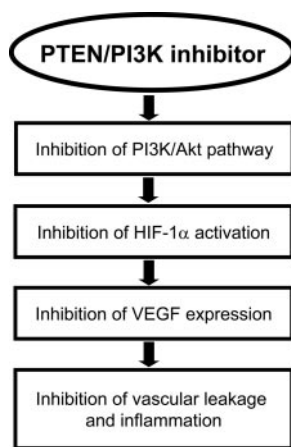 PTEN/PI3K inhibitor
Inhibition of PI3K/Akt pathway
Inhibition of HIF-1α activation
Inhibition of VEGF expression
Inhibition of vascular leakage
and inflammation